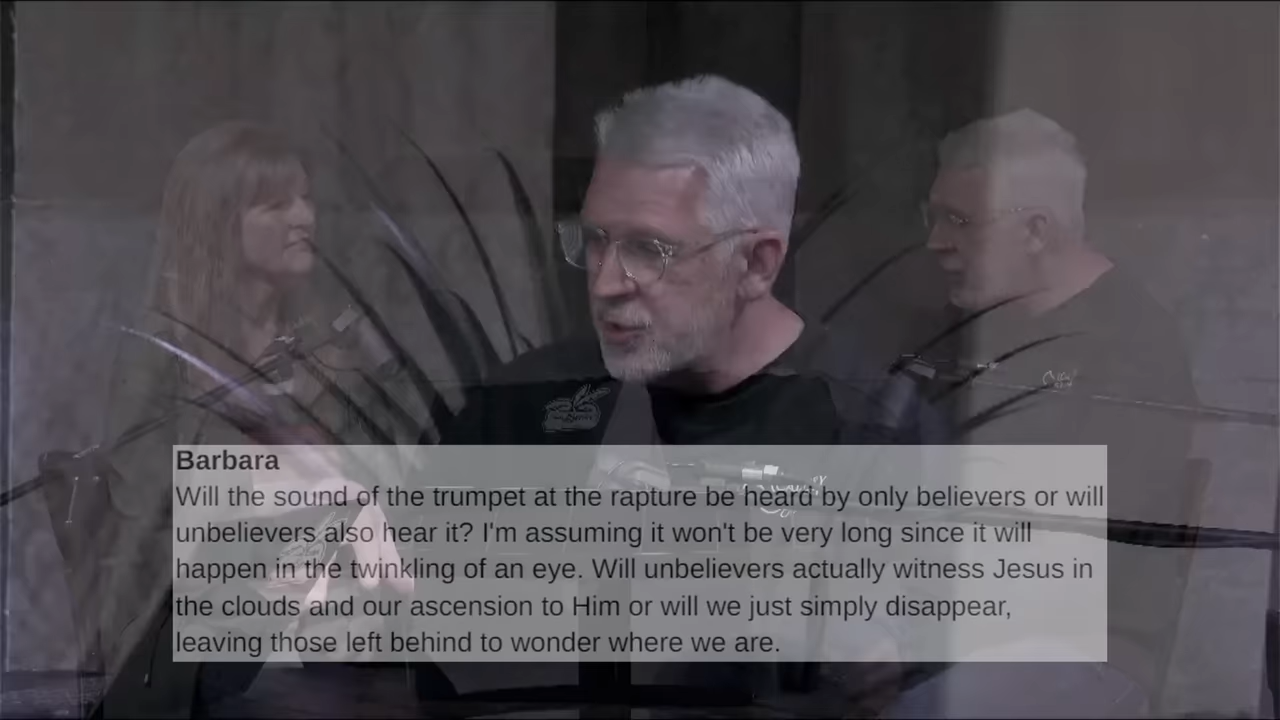 Barbara
Will the sound of the trumpet at the rapture be heard by only believers or will
unbelievers also hear it? I'm assuming it won't be very long since it will
happen in the twinkling of an eye. Will unbelievers actually witness Jesus in
the clouds and our ascension to Him or will we just simply disappear,
leaving those left behind to wonder where we are.